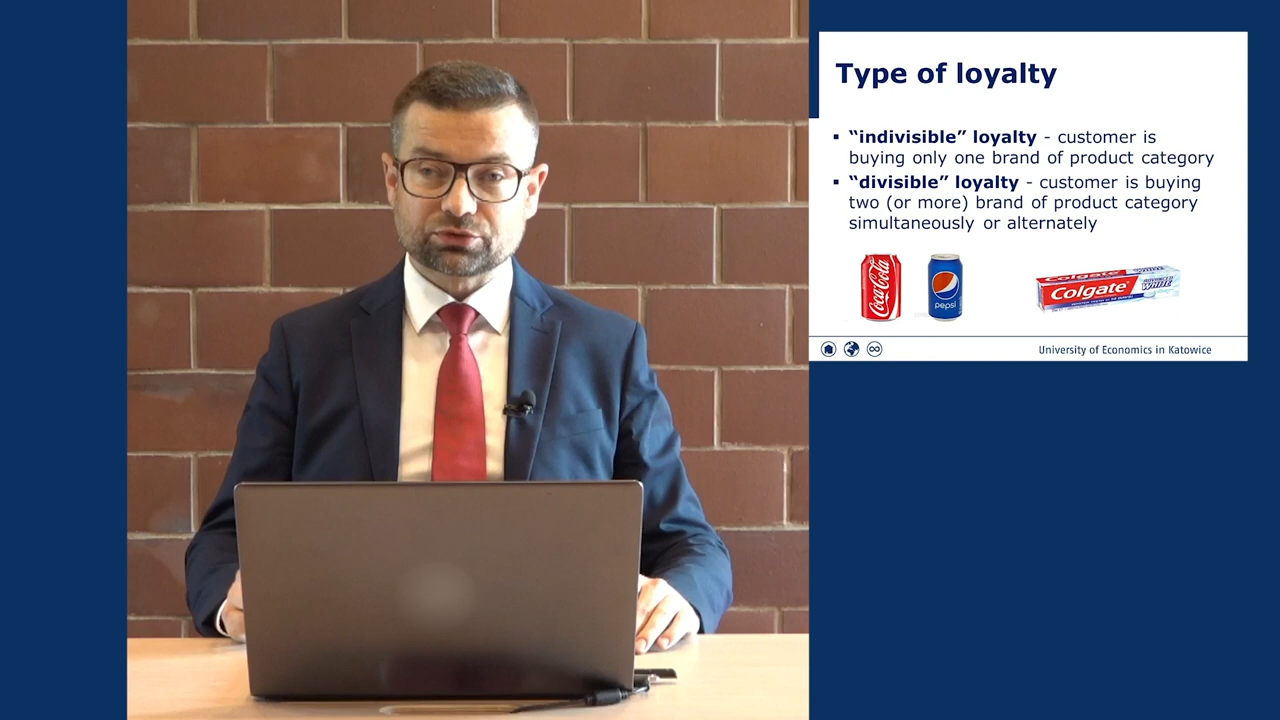 Type of loyalty
▪ “indivisible” loyalty - customer is
buying only one brand of product category
▪ “divisible” loyalty - customer is buying
two (or more) brand of product category
simultaneously or alternately
Coca-Cola
pepsi
Colgate
Colgate
WHITE
University of Economics in Katowice